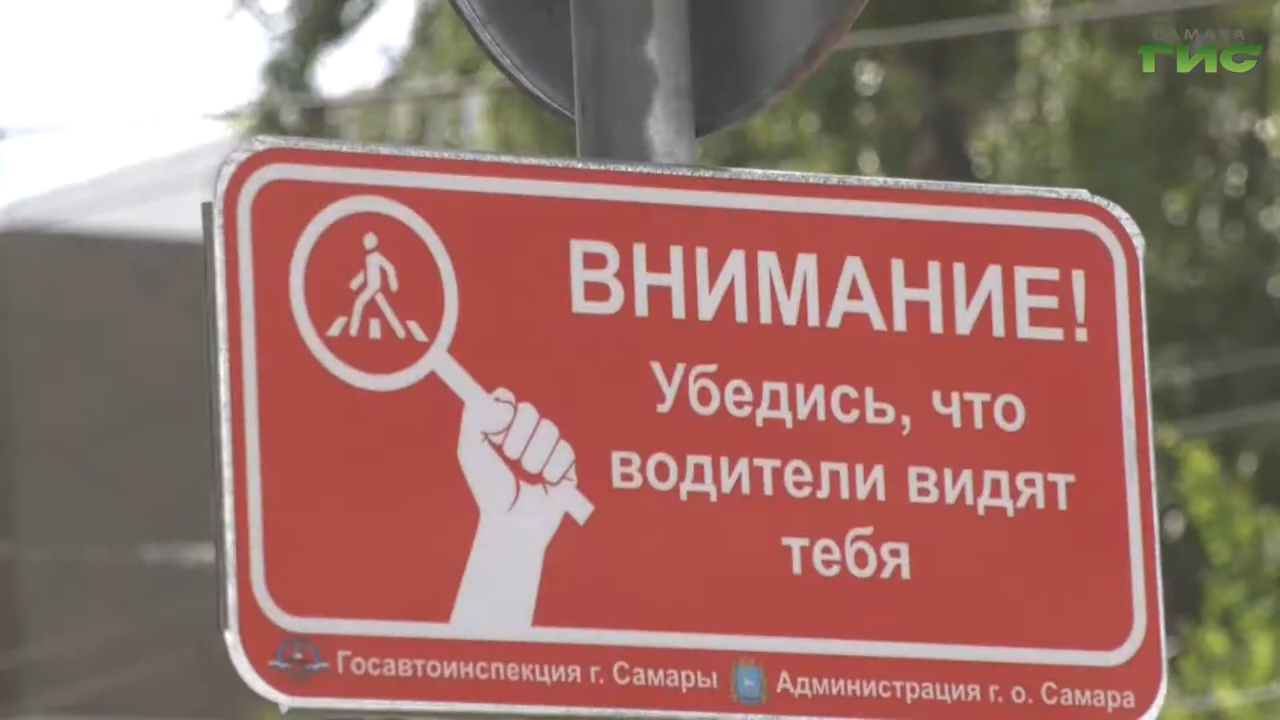 САМАРА
ГИС
ВНИМАНИЕ!
Убедись, что
водители видят
тебя
Госавтоинспекция г. Самары Администрация г. о. Самара